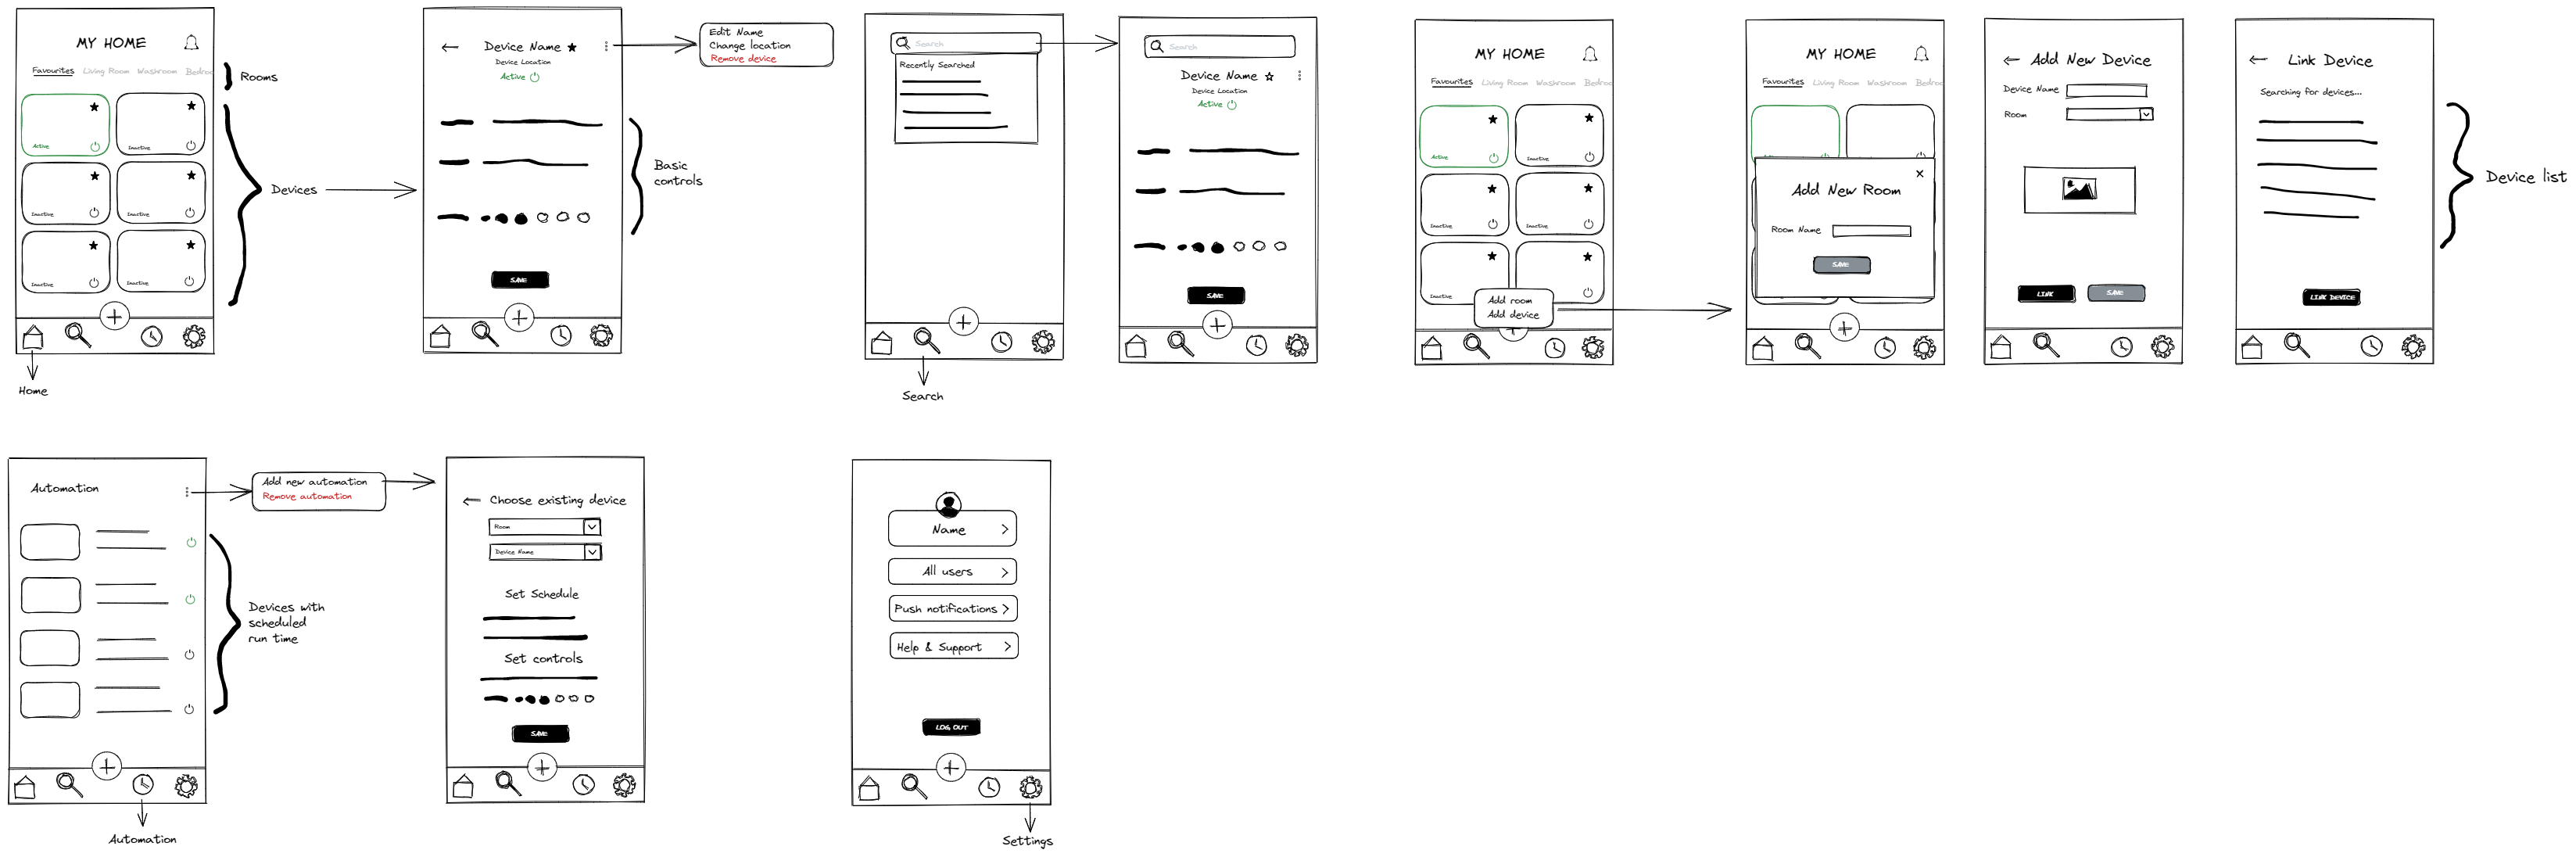 MY HOME
Favourites Living Room Washroom Bedroo
Rooms
Active
Inactive
Inactive
Inactive
Inactive
Inactive
Devices
Home
Device Name
Device Location
Active
Basic
controls
SAVE
Edit Name
Change location
Remove device
Search
Recently Searched
Search
Search
Device Name
Device Location
Active
SAVE
MY HOME
Favourites Living Room Washroom Bedroo
Active
Inactive
Inactive
Inactive
Inactive
Add room
Add device
MY HOME
Favourites Living Room Washroom Bedroo
Add New Room
Room Name
SAVE
Add New Device
Device Name
Room
LINK
SAVE
Link Device
Searching for devices...
LINK DEVICE
Device list
Automation
Add new automation
Remove automation
Devices with
scheduled
run time
Automation
Choose existing device
Room
Device Name
Set Schedule
Set controls
SAVE
Name
All users
Push notifications
Help & Support
LOG OUT
Settings